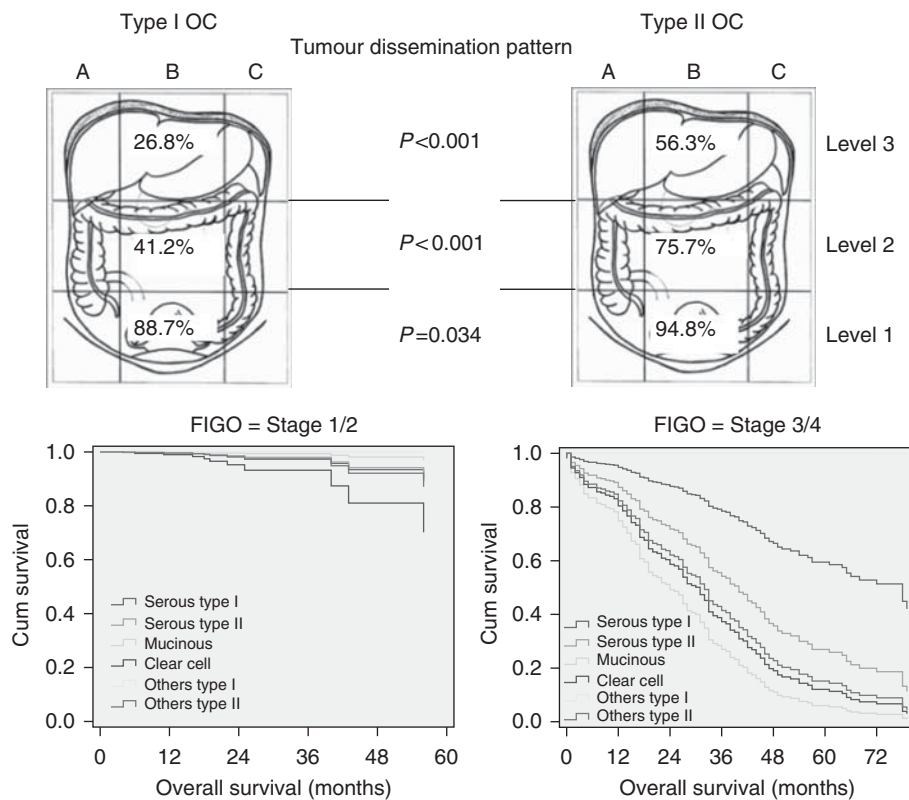 Type I OC
Type II OC
Tumour dissemination pattern
A B C
A B C
26.8%
P<0.001
56.3%
Level 3
41.2%
P< 0.001
75.7%
Level 2
88.7%
P=0.034
94.8%
Level 1
FIGO = Stage 1/2
1.0
0.8
0.6
0.4
0.2
0.0
Cum survival
Serous type I
Serous type II
Mucinous
Clear cell
Others type I
Others type II
0 12 24 36 48 60
Overall survival (months)
FIGO = Stage 3/4
1.0
0.8
0.6
0.4
0.2
0.0
Cum survival
Serous type I
Serous type II
Mucinous
Clear cell
Others type I
Others type II
0 12 24 36 48 60 72
Overall survival (months)